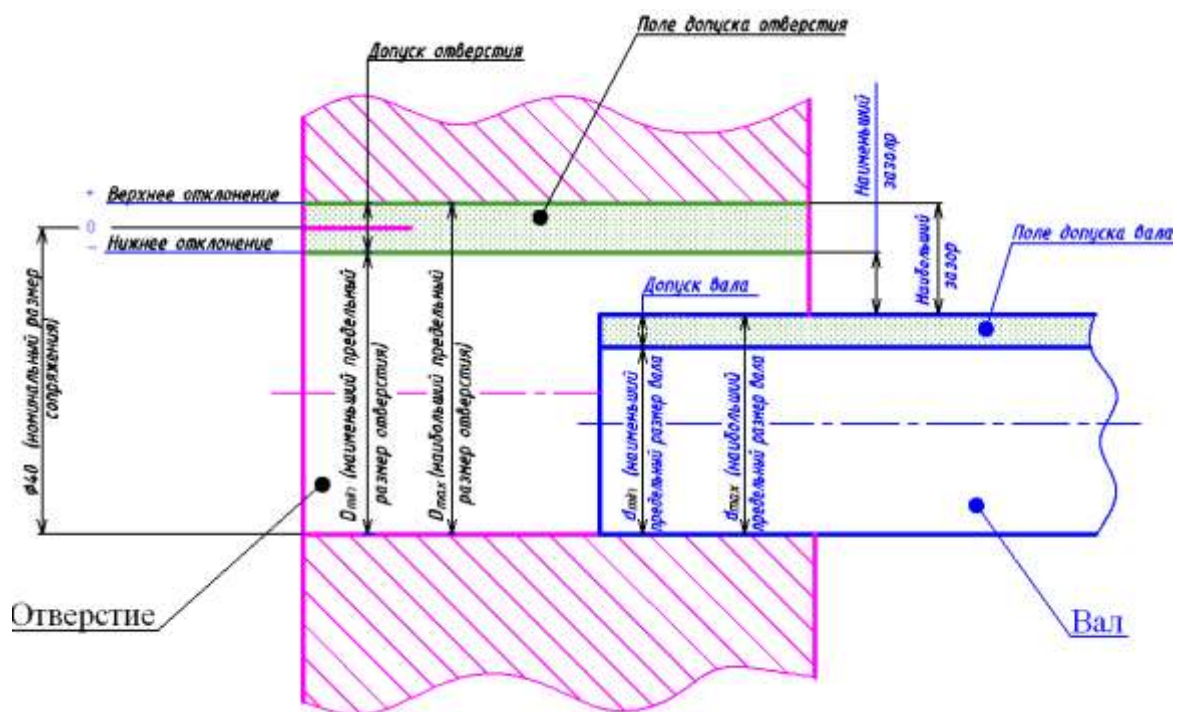 Поле допуска отверстия
Допуск отверстия
Наименьший
зазолр
+
Верхнее отклонение
0
–
Нижнее отклонение
Наибольший
зазор
Поле допуска вала
Допуск вала
⌀40 (номинальный размер
сопряжения)
Dmin (наименьший предельный
размер отверстия)
Dmax (наибольший предельный
размер отверстия)
dmin (наименьший
предельный размер вала
dmax (наибольший
предельный размер вала
Отверстие
Вал